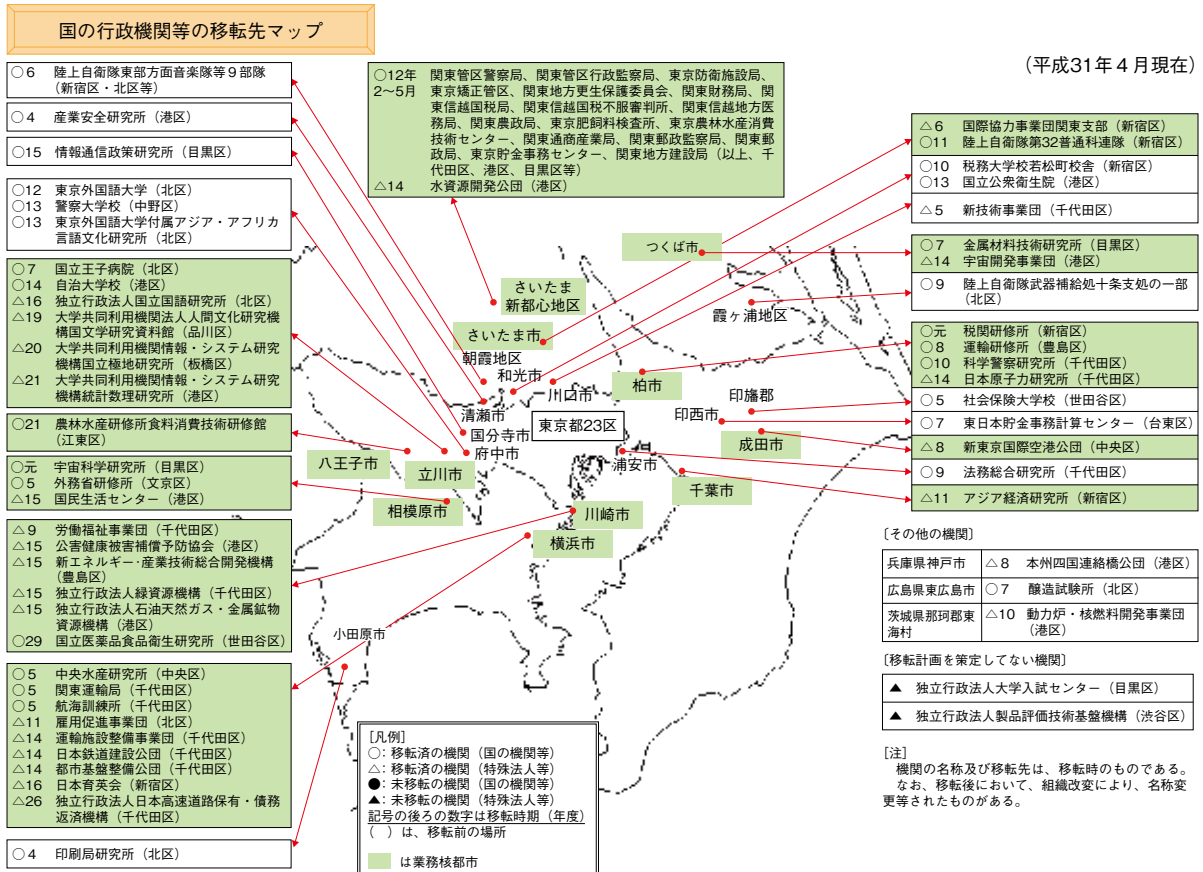 国の行政機関等の移転先マップ
(平成31年４月現在)
○６ 陸上自衛隊東部方面音楽隊等９部隊
（新宿区・北区等）
○４ 産業安全研究所（港区）
○15 情報通信政策研究所（目黒区）
○12 東京外国語大学（北区）
○13 警察大学校（中野区）
○13 東京外国語大学付属アジア・アフリカ
言語文化研究所（北区）
○７ 国立王子病院（北区）
○14 自治大学校（港区）
△16 独立行政法人国立国語研究所（北区）
△19 大学共同利用機関法人人間文化研究機
構国文学研究資料館（品川区）
△20 大学共同利用機関情報・システム研究
機構国立極地研究所（板橋区）
△21 大学共同利用機関情報・システム研究
機構統計数理研究所（港区）
○21 農林水産研修所食料消費技術研修館
（江東区）
○元 宇宙科学研究所（目黒区）
○５ 外務省研修所（文京区）
△15 国民生活センター（港区）
△９ 労働福祉事業団（千代田区）
△15 公害健康被害補償予防協会（港区）
△15 新エネルギー・産業技術総合開発機構
（豊島区）
△15 独立行政法人緑資源機構（千代田区）
△15 独立行政法人石油天然ガス・金属鉱物
資源機構（港区）
○29 国立医薬品食品衛生研究所（世田谷区）
○５ 中央水産研究所（中央区）
○５ 関東運輸局（千代田区）
○５ 航海訓練所（千代田区）
△11 雇用促進事業団（北区）
△14 運輸施設整備事業団（千代田区）
△14 日本鉄道建設公団（千代田区）
△14 都市基盤整備公団（千代田区）
△16 日本育英会（新宿区）
△26 独立行政法人日本高速道路保有・債務
返済機構（千代田区）
○４ 印刷局研究所（北区）
○12年 関東管区警察局、関東管区行政監察局、東京防衛施設局、
2～5月 東京矯正管区、関東地方更生保護委員会、関東財務局、関
東信越国税局、関東信越国税不服審判所、関東信越地方医
務局、関東農政局、東京肥飼料検査所、東京農林水産消費
技術センター、関東通商産業局、関東郵政監察局、関東郵
政局、東京貯金事務センター、関東地方建設局（以上、千
代田区、港区、目黒区等）
△14 水資源開発公団（港区）
つくば市
さいたま
新都心地区
さいたま市
霞ヶ浦地区
朝霞地区
和光市
川口市
柏市
清瀬市
印旛郡
印西市
国分寺市
東京都23区
府中市
成田市
八王子市
立川市
浦安市
千葉市
相模原市
川崎市
横浜市
小田原市
△６ 国際協力事業団関東支部（新宿区）
○11 陸上自衛隊第32普通科連隊（新宿区）
○10 税務大学校若松町校舎（新宿区）
○13 国立公衆衛生院（港区）
△５ 新技術事業団（千代田区）
○７ 金属材料技術研究所（目黒区）
△14 宇宙開発事業団（港区）
○９ 陸上自衛隊武器補給処十条支処の一部
（北区）
○元 税関研修所（新宿区）
○８ 運輸研修所（豊島区）
○10 科学警察研究所（千代田区）
△14 日本原子力研究所（千代田区）
○５ 社会保険大学校（世田谷区）
○７ 東日本貯金事務計算センター（台東区）
△８ 新東京国際空港公団（中央区）
○９ 法務総合研究所（千代田区）
△11 アジア経済研究所（新宿区）
〔その他の機関〕
兵庫県神戸市 △８ 本州四国連絡橋公団（港区）
広島県東広島市 ○７ 醸造試験所（北区）
茨城県那珂郡東 △10 動力炉・核燃料開発事業団
海村 （港区）
〔移転計画を策定してない機関〕
▲ 独立行政法人大学入試センター（目黒区）
▲ 独立行政法人製品評価技術基盤機構（渋谷区）
［注］
機関の名称及び移転先は、移転時のものである。
なお、移転後において、組織改変により、名称変
更等されたものがある。
［凡例］
○：移転済の機関（国の機関等）
△：移転済の機関（特殊法人等）
●：未移転の機関（国の機関等）
▲：未移転の機関（特殊法人等）
記号の後ろの数字は移転時期（年度）
（ ）は、移転前の場所
は業務核都市